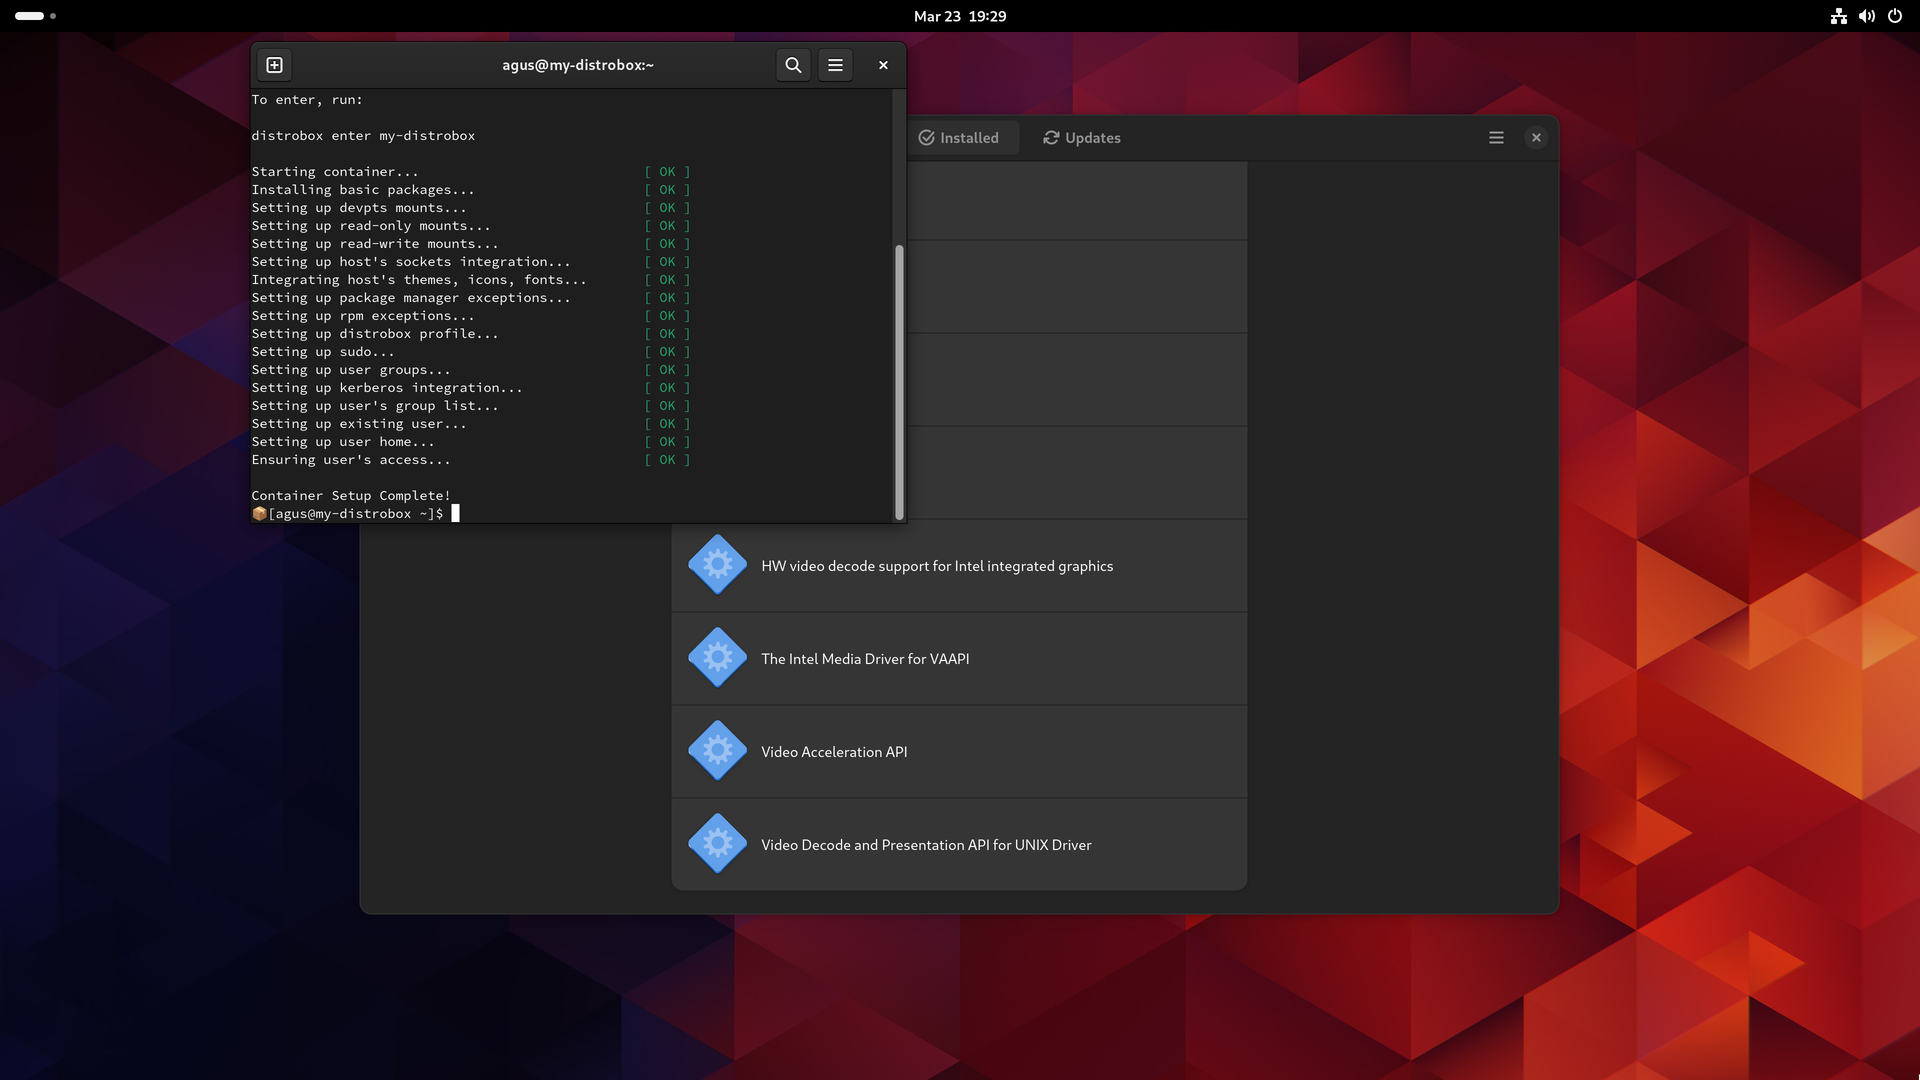 Mar 23  19:29
agus@my-distrobox:~
To enter, run:
distrobox enter my-distrobox
Starting container... [ OK ]
Installing basic packages... [ OK ]
Setting up devpts mounts... [ OK ]
Setting up read-only mounts... [ OK ]
Setting up read-write mounts... [ OK ]
Setting up host's sockets integration... [ OK ]
Integrating host's themes, icons, fonts... [ OK ]
Setting up package manager exceptions... [ OK ]
Setting up rpm exceptions... [ OK ]
Setting up distrobox profile... [ OK ]
Setting up sudo... [ OK ]
Setting up user groups... [ OK ]
Setting up kerberos integration... [ OK ]
Setting up user's group list... [ OK ]
Setting up existing user... [ OK ]
Setting up user home... [ OK ]
Ensuring user's access... [ OK ]
Container Setup Complete!
📦[agus@my-distrobox ~]$
Installed
Updates
HW video decode support for Intel integrated graphics
The Intel Media Driver for VAAPI
Video Acceleration API
Video Decode and Presentation API for UNIX Driver